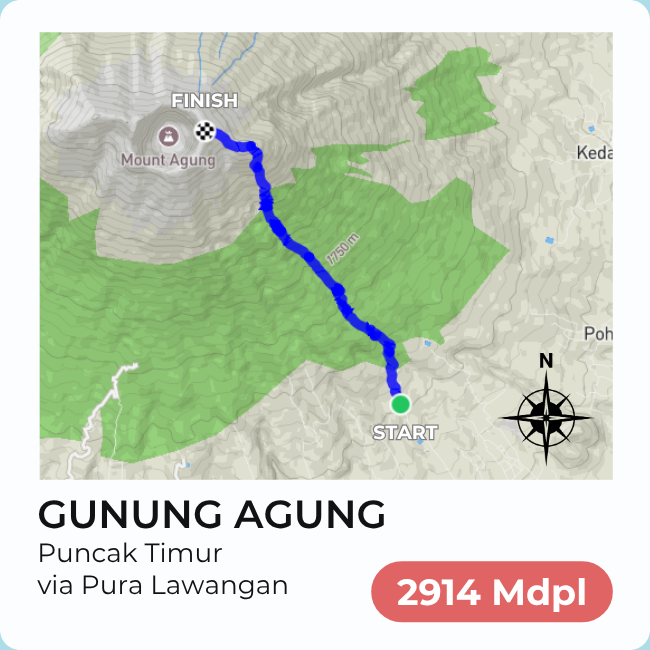 FINISH
Mount Agung
Keda
1750 m
Poh
N
START
GUNUNG AGUNG
Puncak Timur
via Pura Lawangan
2914 Mdpl